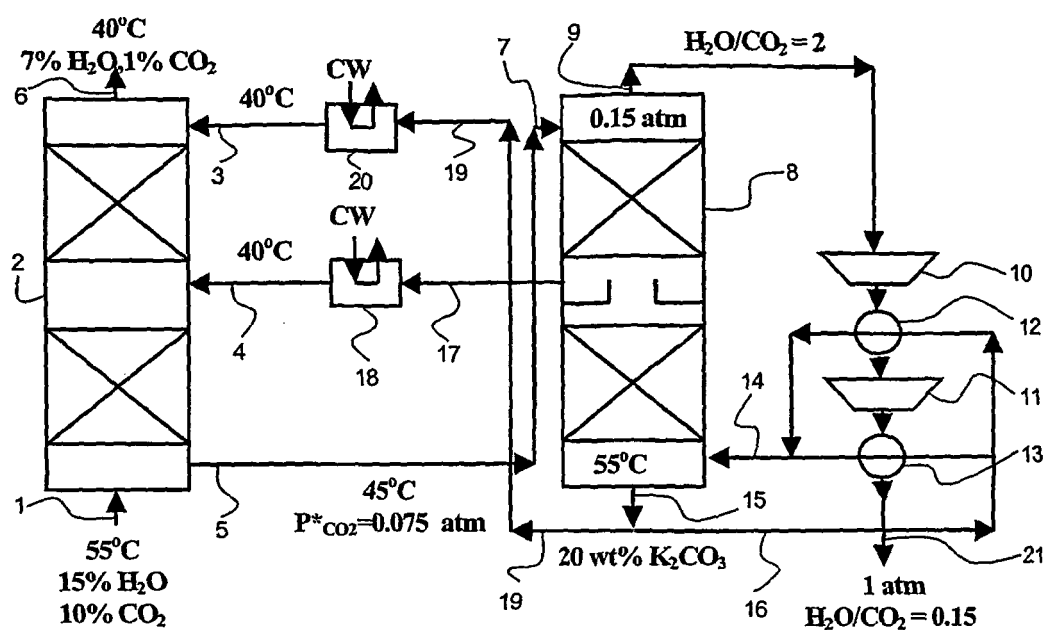 40°C
7% H₂O,1% CO₂
6
9
H₂O/CO₂ = 2
7
CW
40°C
0.15 atm
3
20
19
8
2
CW
40°C
10
12
4
18
17
14
11
55°C
13
1
5
45°C
15
P*CO₂=0.075 atm
55°C
15% H₂O
10% CO₂
19
20 wt% K₂CO₃
16
21
1 atm
H₂O/CO₂ = 0.15